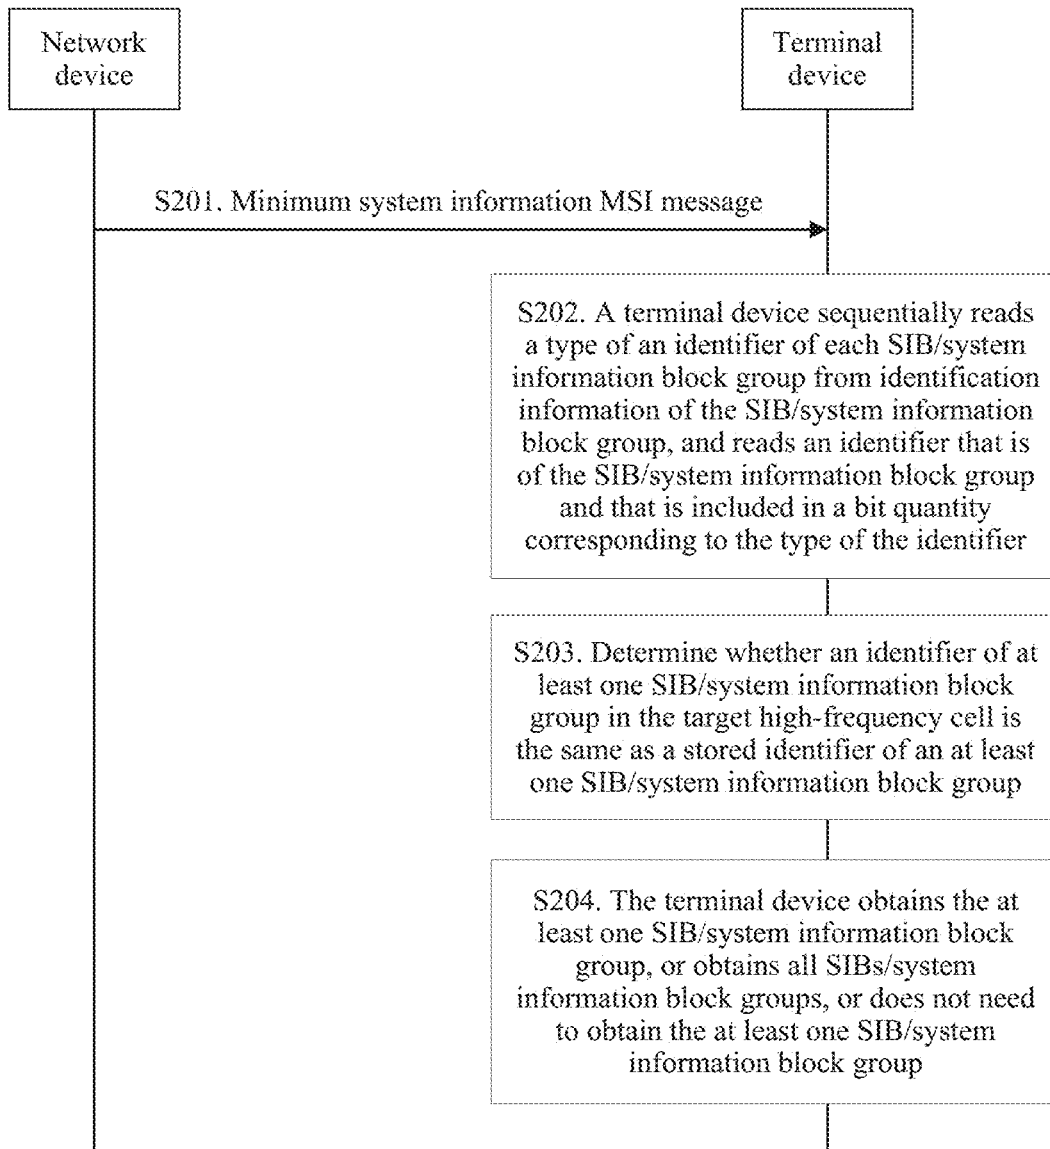 Network
device
Terminal
device
S201. Minimum system information MSI message
S202. A terminal device sequentially reads
a type of an identifier of each SIB/system
information block group from identification
information of the SIB/system information
block group, and reads an identifier that is
of the SIB/system information block group
and that is included in a bit quantity
corresponding to the type of the identifier
S203. Determine whether an identifier of at
least one SIB/system information block
group in the target high-frequency cell is
the same as a stored identifier of an at least
one SIB/system information block group
S204. The terminal device obtains the at
least one SIB/system information block
group, or obtains all SIBs/system
information block groups, or does not need
to obtain the at least one SIB/system
information block group